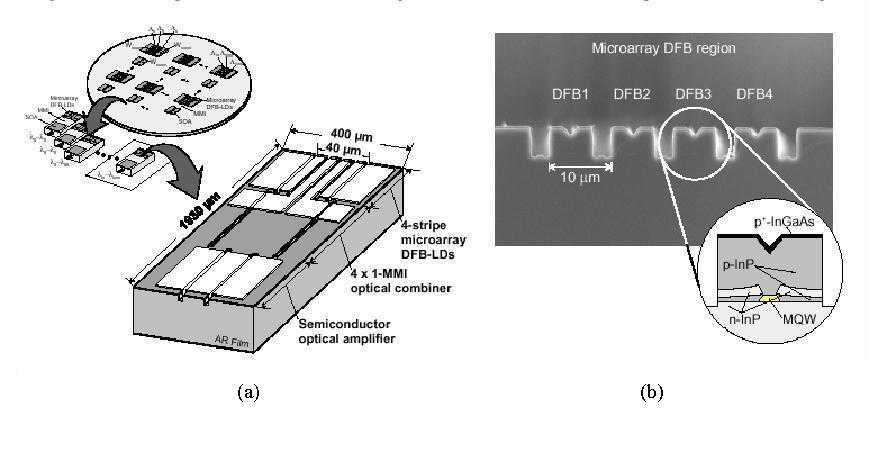 Microarray
DFB-LDs
MMI
SOA
Microarray
DFB-LDs
MMI
SOA
400 µm
40 µm
4-stripe
microarray
DFB-LDs
4 x 1-MMI
optical combiner
Semiconductor
optical amplifier
AR Film
(a)
Microarray DFB region
DFB1 DFB2 DFB3 DFB4
10 µm
p⁺-InGaAs
p-InP
n-InP
MQW
(b)